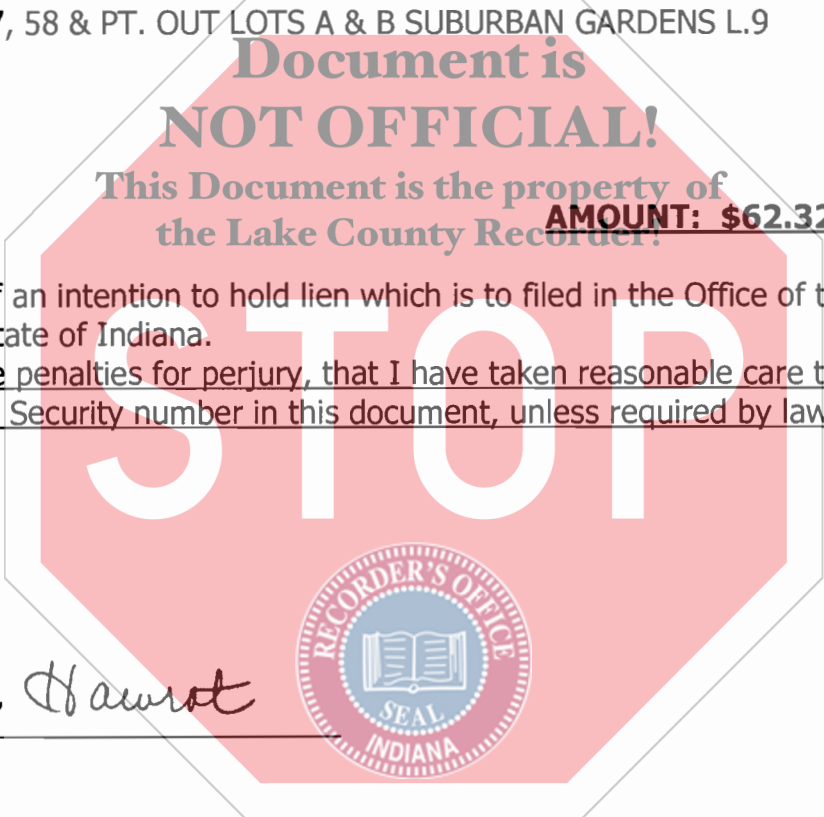 , 58 & PT. OUT LOTS A & B SUBURBAN GARDENS L.9
Document is
NOT OFFICIAL!
This Document is the property of
the Lake County Recorder!
AMOUNT: $62.32
an intention to hold lien which is to filed in the Office of t
tate of Indiana.
e penalties for perjury, that I have taken reasonable care t
Security number in this document, unless required by law
STOP
RECORDER'S OFFICE
SEAL
INDIANA
Hawrot